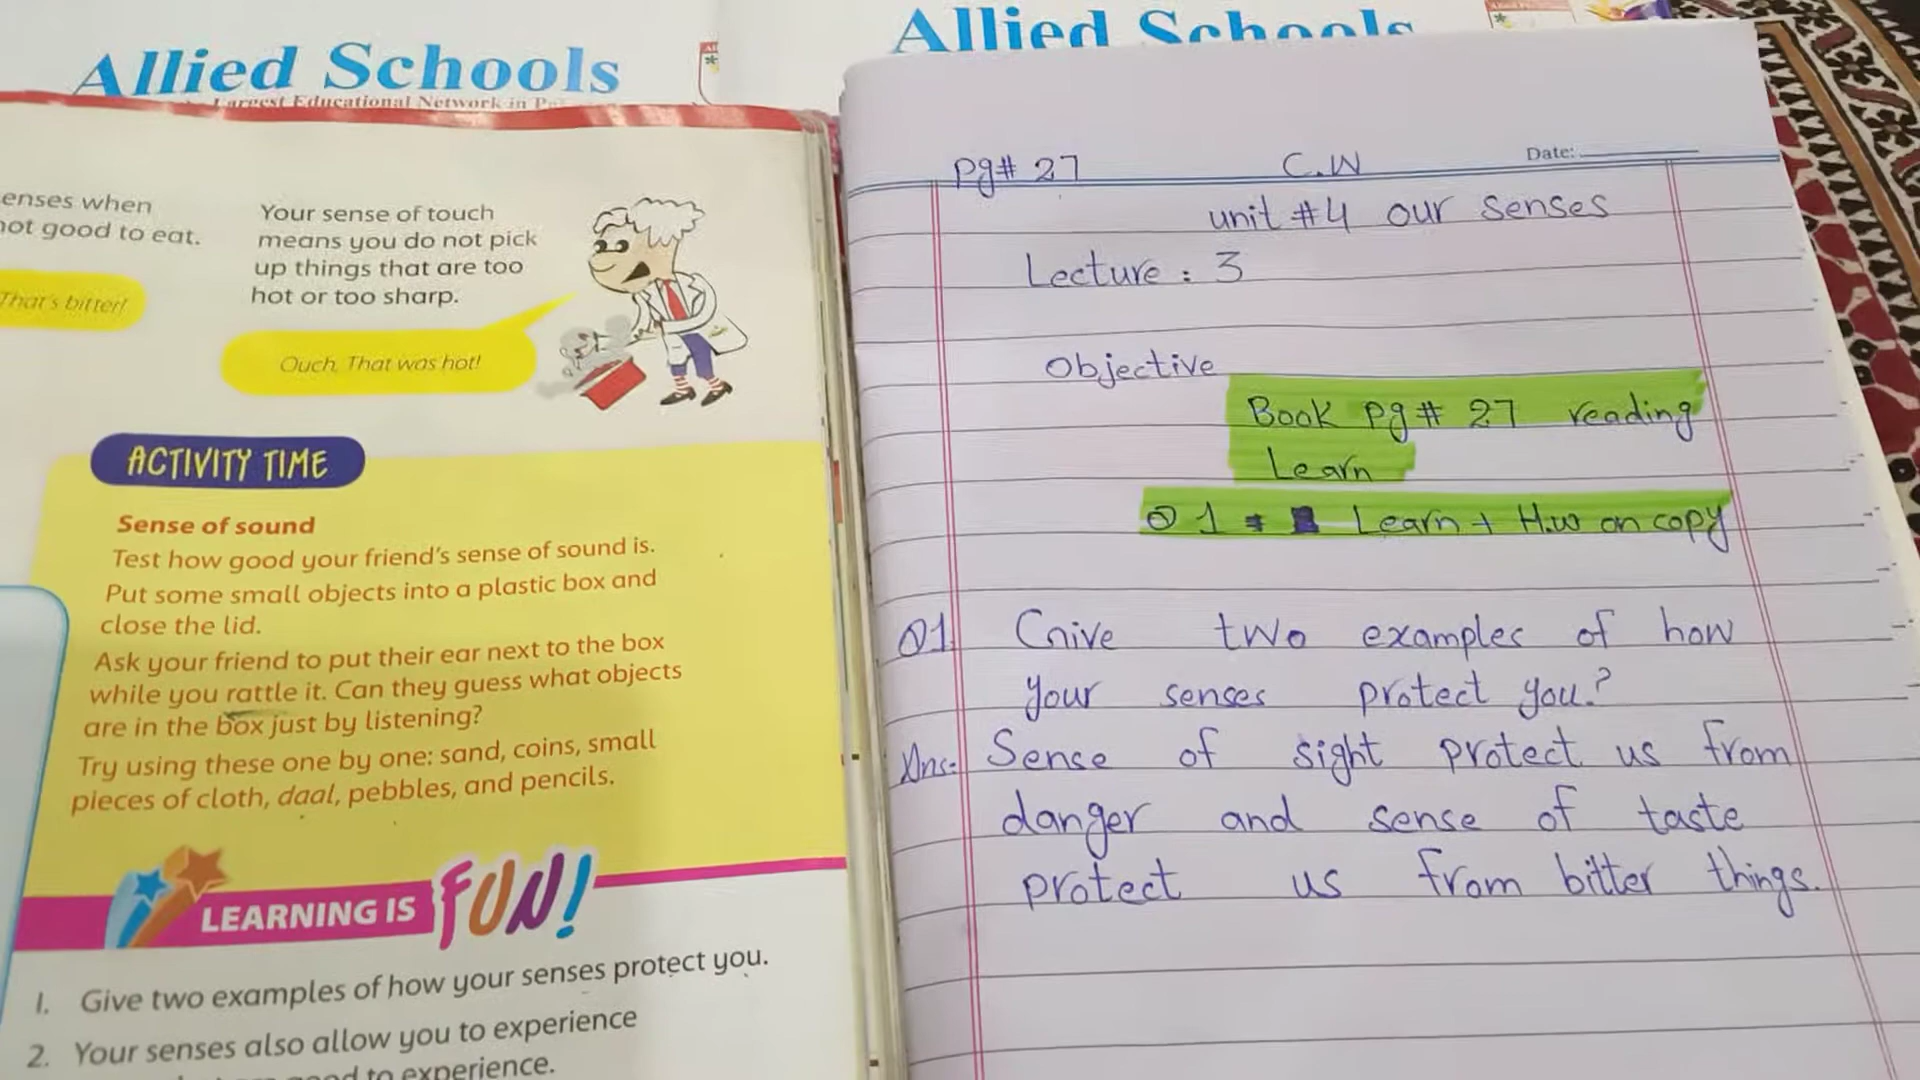 Allied Schools
Largest Educational Network in
Allied Schools
enses when
not good to eat.
That's bitter!
Your sense of touch
means you do not pick
up things that are too
hot or too sharp.
Ouch. That was hot!
ACTIVITY TIME
Sense of sound
Test how good your friend's sense of sound is.
Put some small objects into a plastic box and
close the lid.
Ask your friend to put their ear next to the box
while you rattle it. Can they guess what objects
are in the box just by listening?
Try using these one by one: sand, coins, small
pieces of cloth, daal, pebbles, and pencils.
LEARNING IS FUN!
1. Give two examples of how your senses protect you.
2. Your senses also allow you to experience
good to experience.
Pg# 27 C.W Date:
unit #4 our senses
Lecture : 3
Objective
Book Pg# 27 reading
Learn
Q 1 Learn + H.w on copy
Q1. Give two examples of how
your senses protect you?
Ans: Sense of sight protect us from
danger and sense of taste
protect us from bitter things.